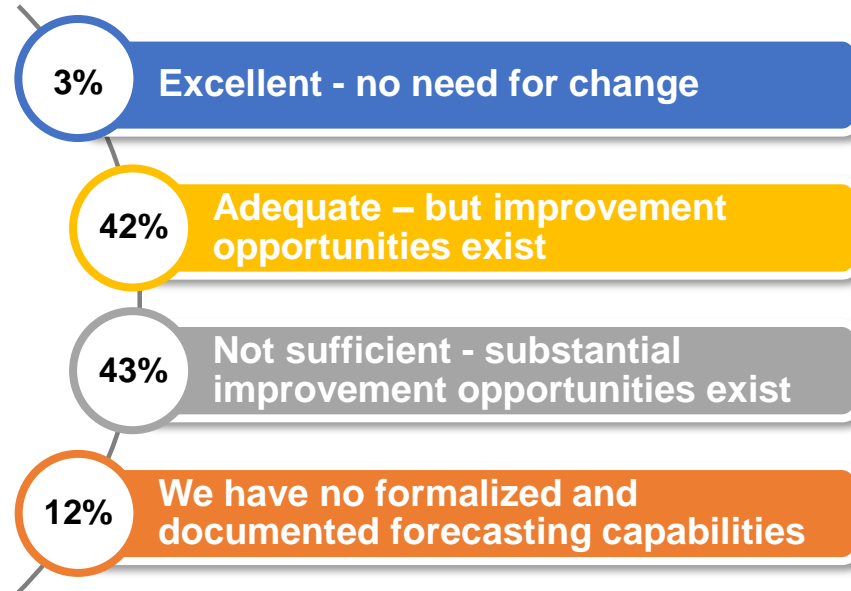 3%
Excellent - no need for change
42%
Adequate – but improvement
opportunities exist
43%
Not sufficient - substantial
improvement opportunities exist
12%
We have no formalized and
documented forecasting capabilities